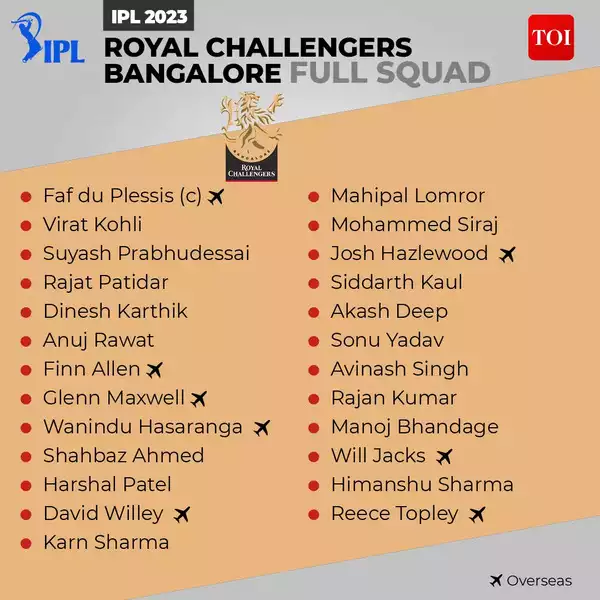 IPL 2023
IPL
ROYAL CHALLENGERS
BANGALORE FULL SQUAD
TOI
BANGALORE
ROYAL
CHALLENGERS
Faf du Plessis (c)
Virat Kohli
Suyash Prabhudessai
Rajat Patidar
Dinesh Karthik
Anuj Rawat
Finn Allen
Glenn Maxwell
Wanindu Hasaranga
Shahbaz Ahmed
Harshal Patel
David Willey
Karn Sharma
Mahipal Lomror
Mohammed Siraj
Josh Hazlewood
Siddarth Kaul
Akash Deep
Sonu Yadav
Avinash Singh
Rajan Kumar
Manoj Bhandage
Will Jacks
Himanshu Sharma
Reece Topley
Overseas